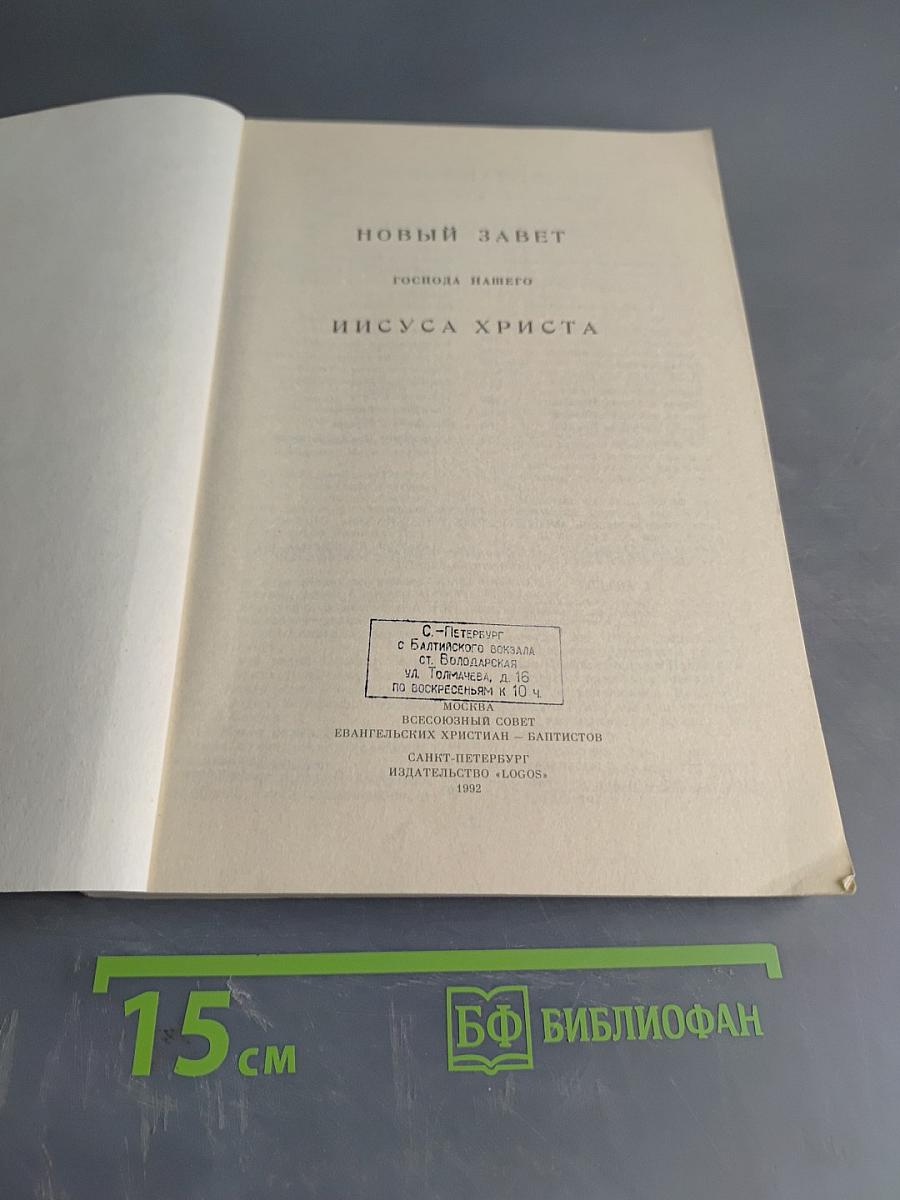 НОВЫЙ ЗАВЕТ
ГОСПОДА НАШЕГО
ИИСУСА ХРИСТА
С.-ПЕТЕРБУРГ
с БАЛТИЙСКОГО ВОКЗАЛА
СТ. ВОЛОДАРСКАЯ
УЛ. ТОЛМАЧЕВА, Д. 16
ПО ВОСКРЕСЕНЬЯМ К 10 Ч.
МОСКВА
ВСЕСОЮЗНЫЙ СОВЕТ
ЕВАНГЕЛЬСКИХ ХРИСТИАН – БАПТИСТОВ
САНКТ-ПЕТЕРБУРГ
ИЗДАТЕЛЬСТВО «LOGOS»
1992
15 см
БФ БИБЛИОФАН